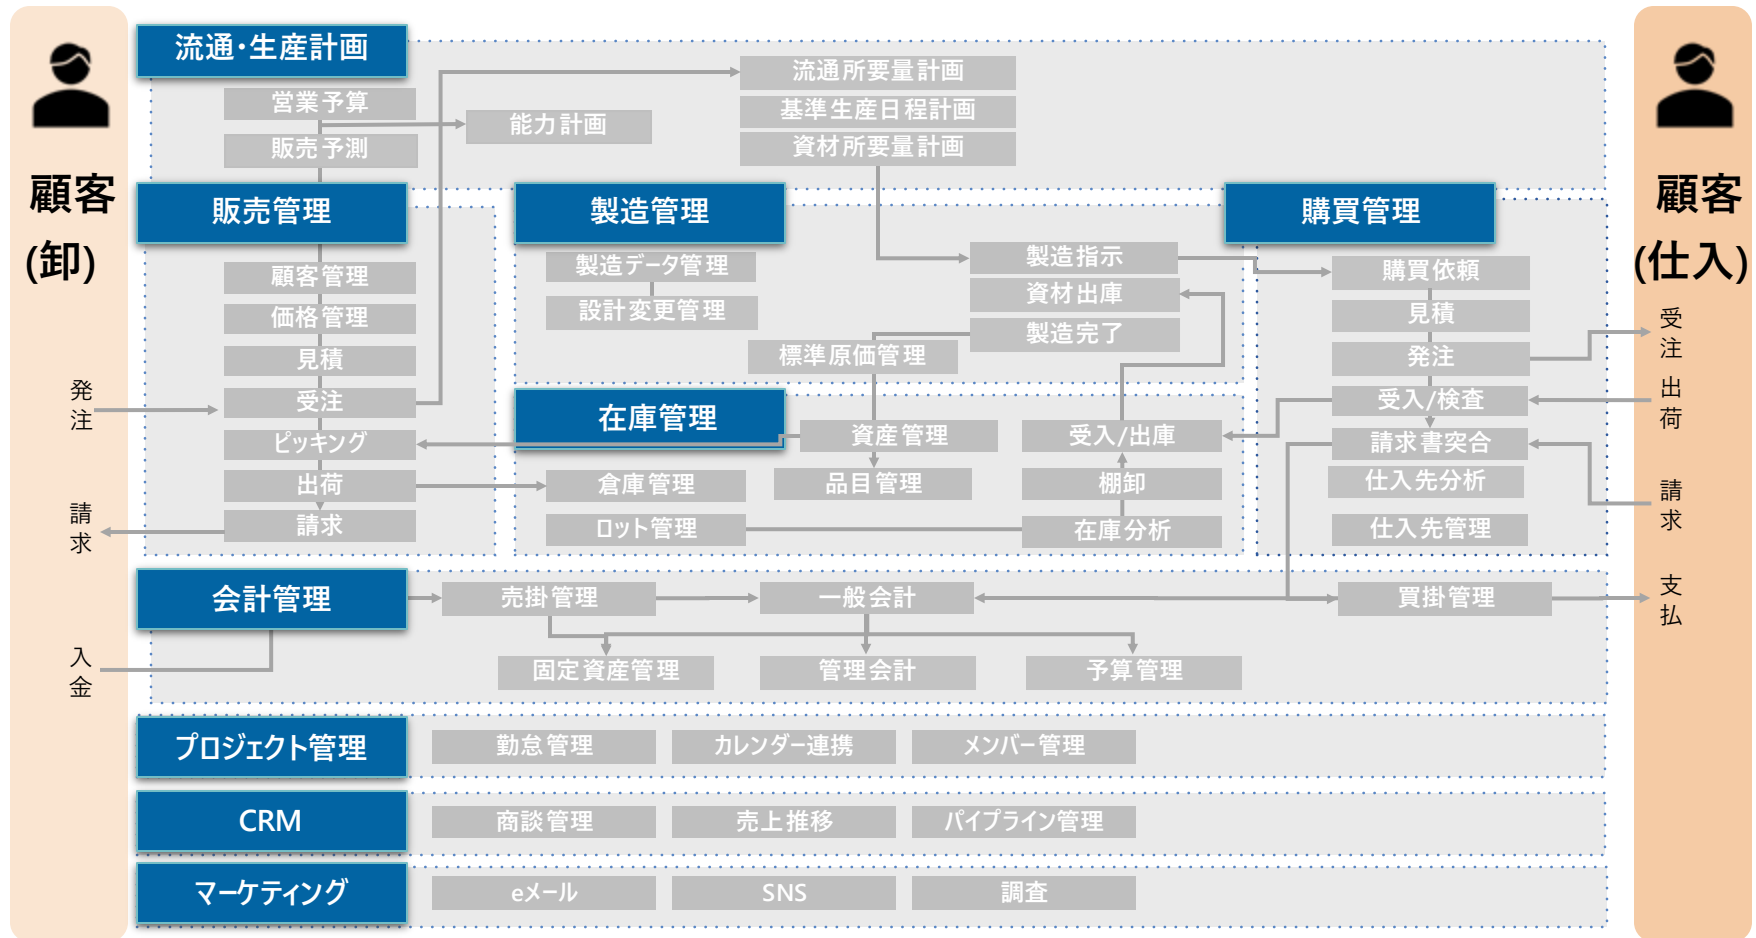 顧客
(卸)
発
注
請
求
入
金
流通・生産計画
営業予算
販売予測
能力計画
流通所要量計画
基準生産日程計画
資材所要量計画
販売管理
顧客管理
価格管理
見積
受注
ピッキング
出荷
請求
製造管理
製造データ管理
設計変更管理
製造指示
資材出庫
製造完了
標準原価管理
在庫管理
資産管理
受入/出庫
倉庫管理
品目管理
棚卸
ロット管理
在庫分析
購買管理
購買依頼
見積
発注
受入/検査
請求書突合
仕入先分析
仕入先管理
会計管理
売掛管理
一般会計
買掛管理
固定資産管理
管理会計
予算管理
プロジェクト管理
勤怠管理
カレンダー連携
メンバー管理
CRM
商談管理
売上推移
パイプライン管理
マーケティング
eメール
SNS
調査
顧客
(仕入)
受
注
出
荷
請
求
支
払